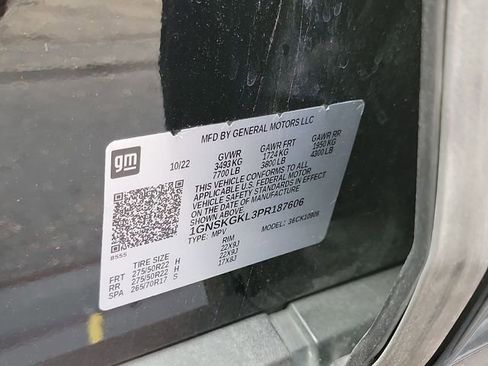 MFD BY GENERAL MOTORS LLC
gm
10/22
GVWR GAWR FRT GAWR RR
3493 KG 1724 KG 1950 KG
7700 LB 3800 LB 4300 LB
THIS VEHICLE CONFORMS TO ALL
APPLICABLE U.S. FEDERAL MOTOR
VEHICLE SAFETY STANDARDS IN EFFECT
ON THE DATE OF MANUFACTURE
SHOWN ABOVE.
1GNSKGKL3PR187606
TYPE: MPV MODEL:
8555
TIRE SIZE RIM
FRT 275/50R22 H 22X9J
RR 275/50R22 H 22X9J
SPA 265/70R17 S 17X8J